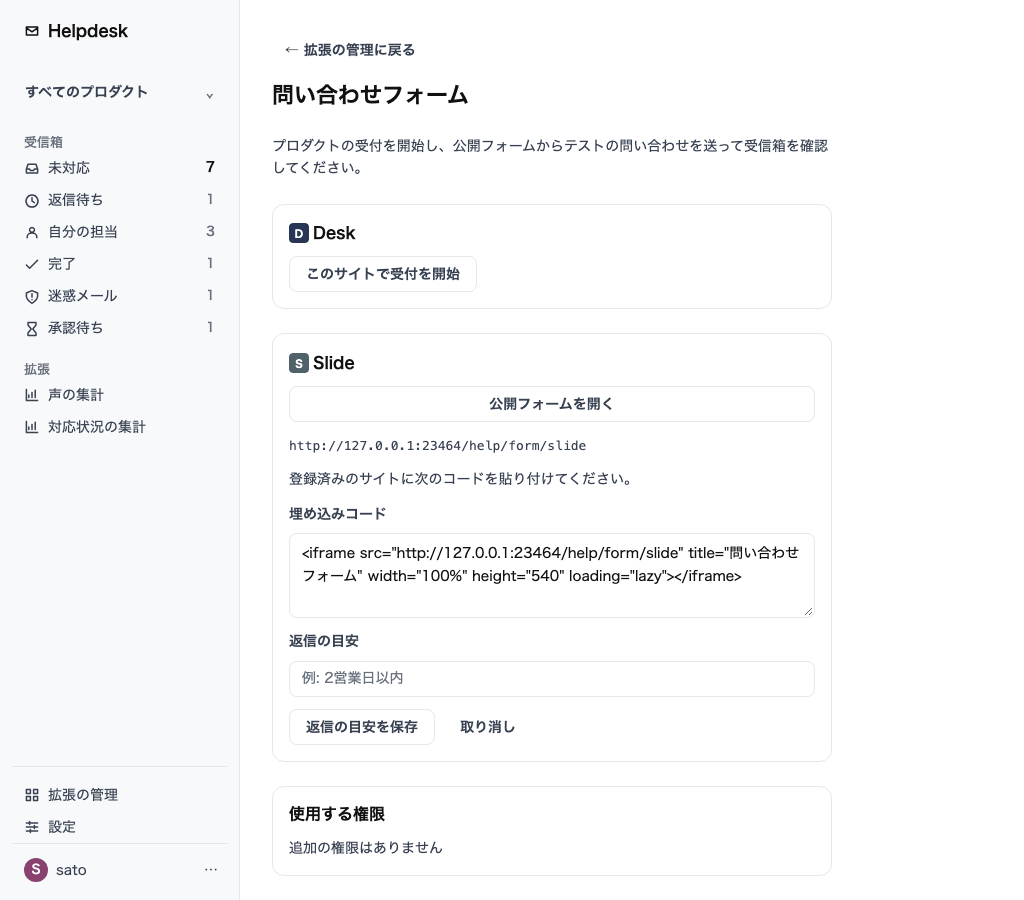 Helpdesk
すべてのプロダクト
受信箱
未対応 7
返信待ち 1
自分の担当 3
完了 1
迷惑メール 1
承認待ち 1
拡張
声の集計
対応状況の集計
拡張の管理
設定
S sato ...
← 拡張の管理に戻る
問い合わせフォーム
プロダクトの受付を開始し、公開フォームからテストの問い合わせを送って受信箱を確認
してください。
D Desk
このサイトで受付を開始
S Slide
公開フォームを開く
http://127.0.0.1:23464/help/form/slide
登録済みのサイトに次のコードを貼り付けてください。
埋め込みコード
<iframe src="http://127.0.0.1:23464/help/form/slide" title="問い合わせ
フォーム" width="100%" height="540" loading="lazy"></iframe>
返信の目安
例: 2営業日以内
返信の目安を保存 取り消し
使用する権限
追加の権限はありません